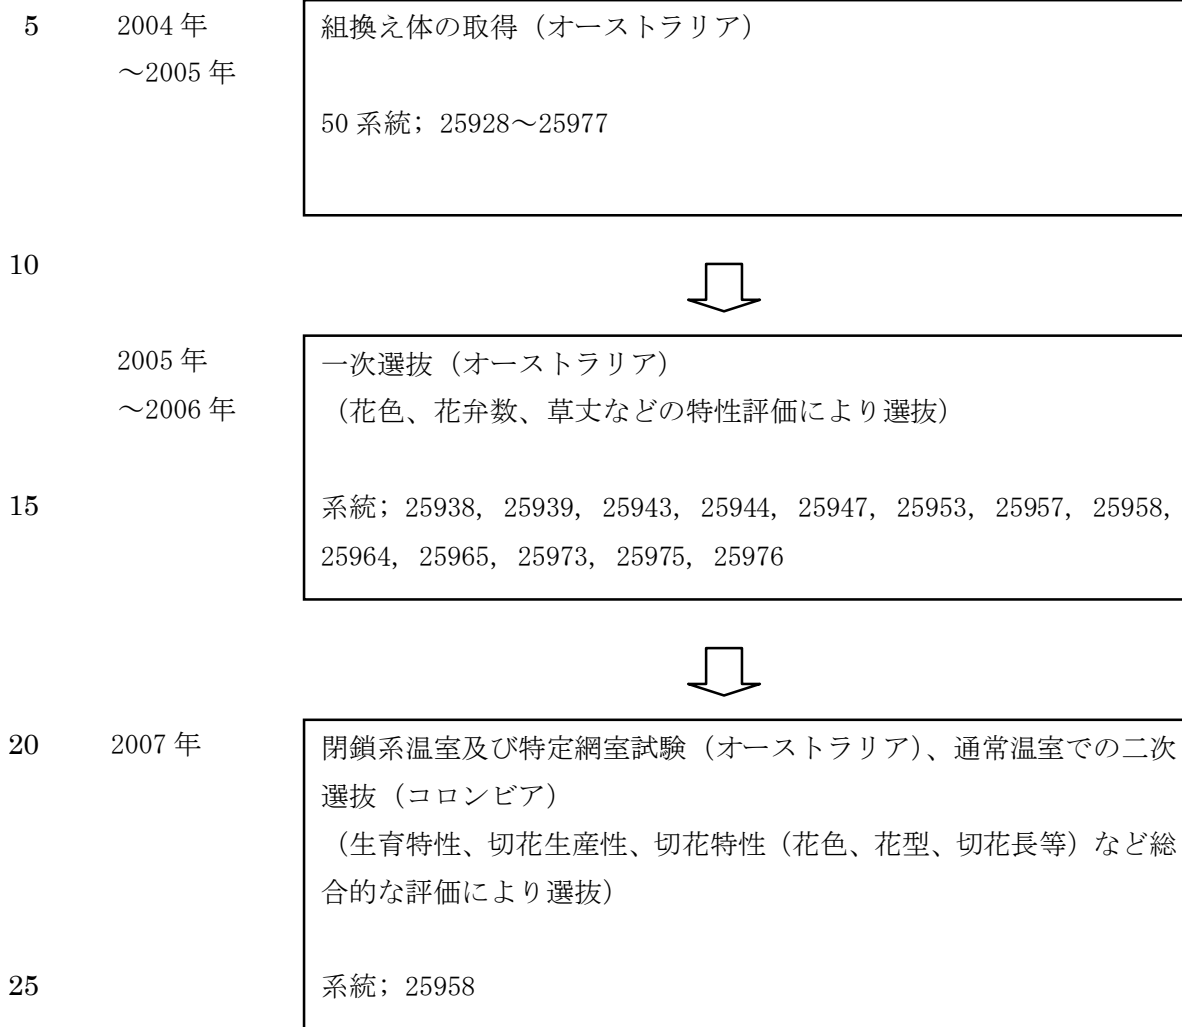 5 2004年 組換え体の取得（オーストラリア）
～2005年
50系統; 25928～25977
10
2005年 一次選抜（オーストラリア）
～2006年 （花色、花弁数、草丈などの特性評価により選抜）
15 系統; 25938, 25939, 25943, 25944, 25947, 25953, 25957, 25958,
25964, 25965, 25973, 25975, 25976
20 2007年 閉鎖系温室及び特定網室試験（オーストラリア）、通常温室での二次
選抜（コロンビア）
（生育特性、切花生産性、切花特性（花色、花型、切花長等）など総
合的な評価により選抜）
25 系統; 25958